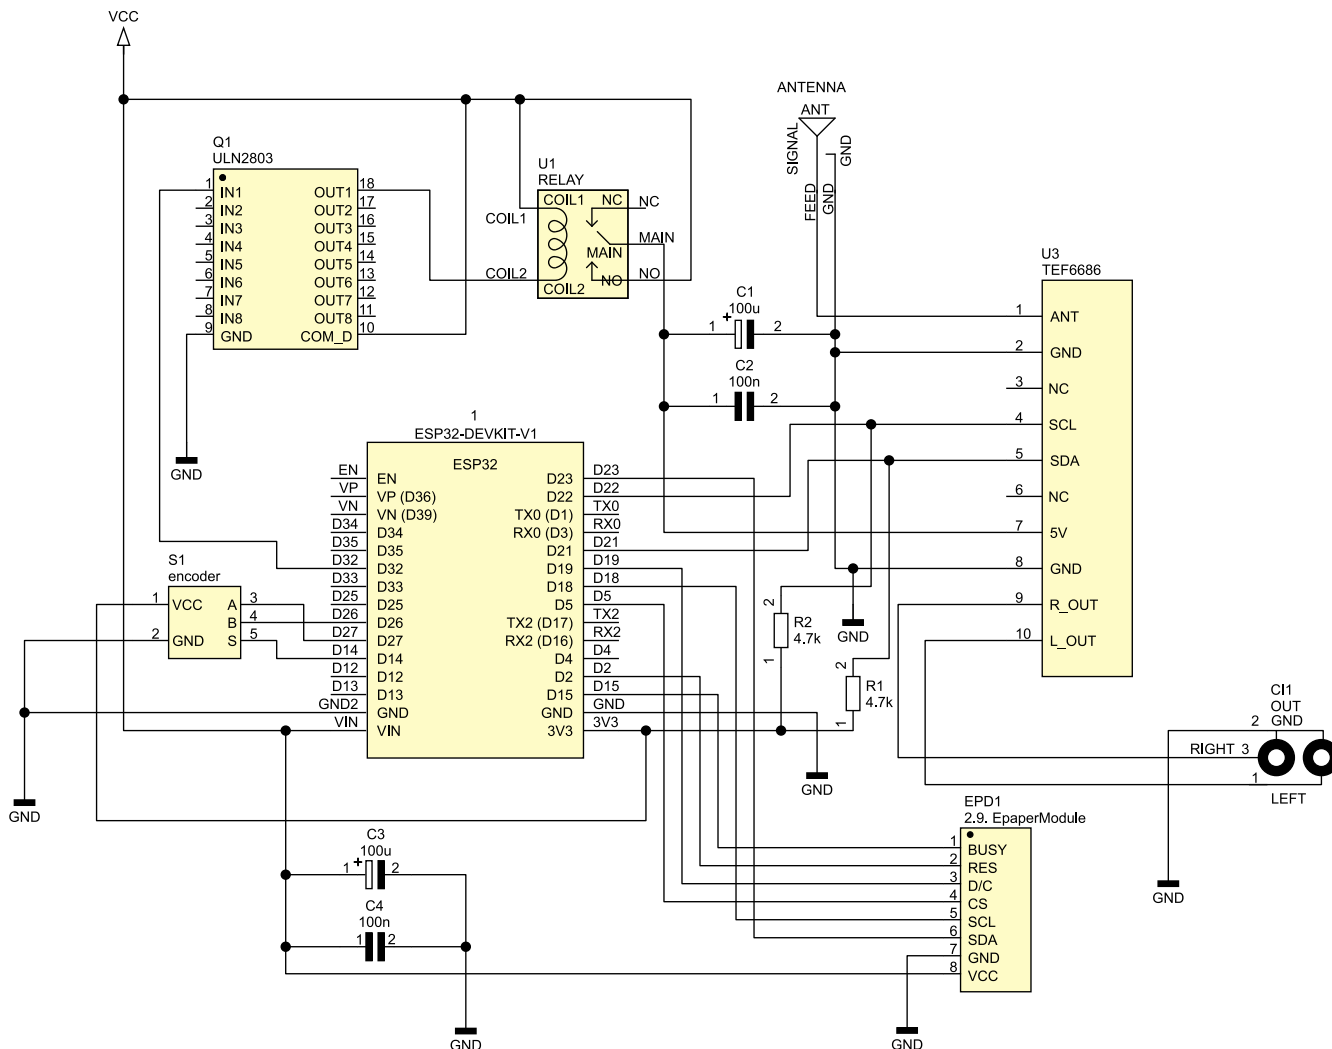 VCC
ANTENNA
ANT
SIGNAL
GND
FEED
GND
Q1
ULN2803
1 IN1 OUT1 18
2 IN2 OUT2 17
3 IN3 OUT3 16
4 IN4 OUT4 15
5 IN5 OUT5 14
6 IN6 OUT6 13
7 IN7 OUT7 12
8 IN8 OUT8 11
9 GND COM_D 10
GND
U1
RELAY
COIL1 NC NC
COIL1
MAIN
MAIN
COIL2 NO NO
COIL2
C1
100u
1 + 2
C2
100n
1 2
U3
TEF6686
1 ANT
2 GND
3 NC
4 SCL
5 SDA
6 NC
7 5V
8 GND
9 R_OUT
10 L_OUT
1
ESP32-DEVKIT-V1
ESP32
EN EN D23 D23
VP VP (D36) D22 D22
VN VN (D39) TX0 (D1) TX0
D34 D34 RX0 (D3) RX0
D35 D35 D21 D21
D32 D32 D19 D19
D33 D33 D18 D18
D25 D25 D5 D5
D26 D26 TX2 (D17) TX2
D27 D27 RX2 (D16) RX2
D14 D14 D4 D4
D12 D12 D2 D2
D13 D13 D15 D15
GND2 GND GND GND
VIN VIN 3V3 3V3
S1
encoder
1 VCC A 3
B 4
2 GND S 5
GND
2
R2
4.7k
1
GND
2
R1
4.7k
1
GND
CI1
OUT
2 GND
RIGHT 3
1
LEFT
GND
C3
100u
1 + 2
C4
100n
1 2
GND
EPD1
2.9. EpaperModule
1 BUSY
2 RES
3 D/C
4 CS
5 SCL
6 SDA
7 GND
8 VCC
GND